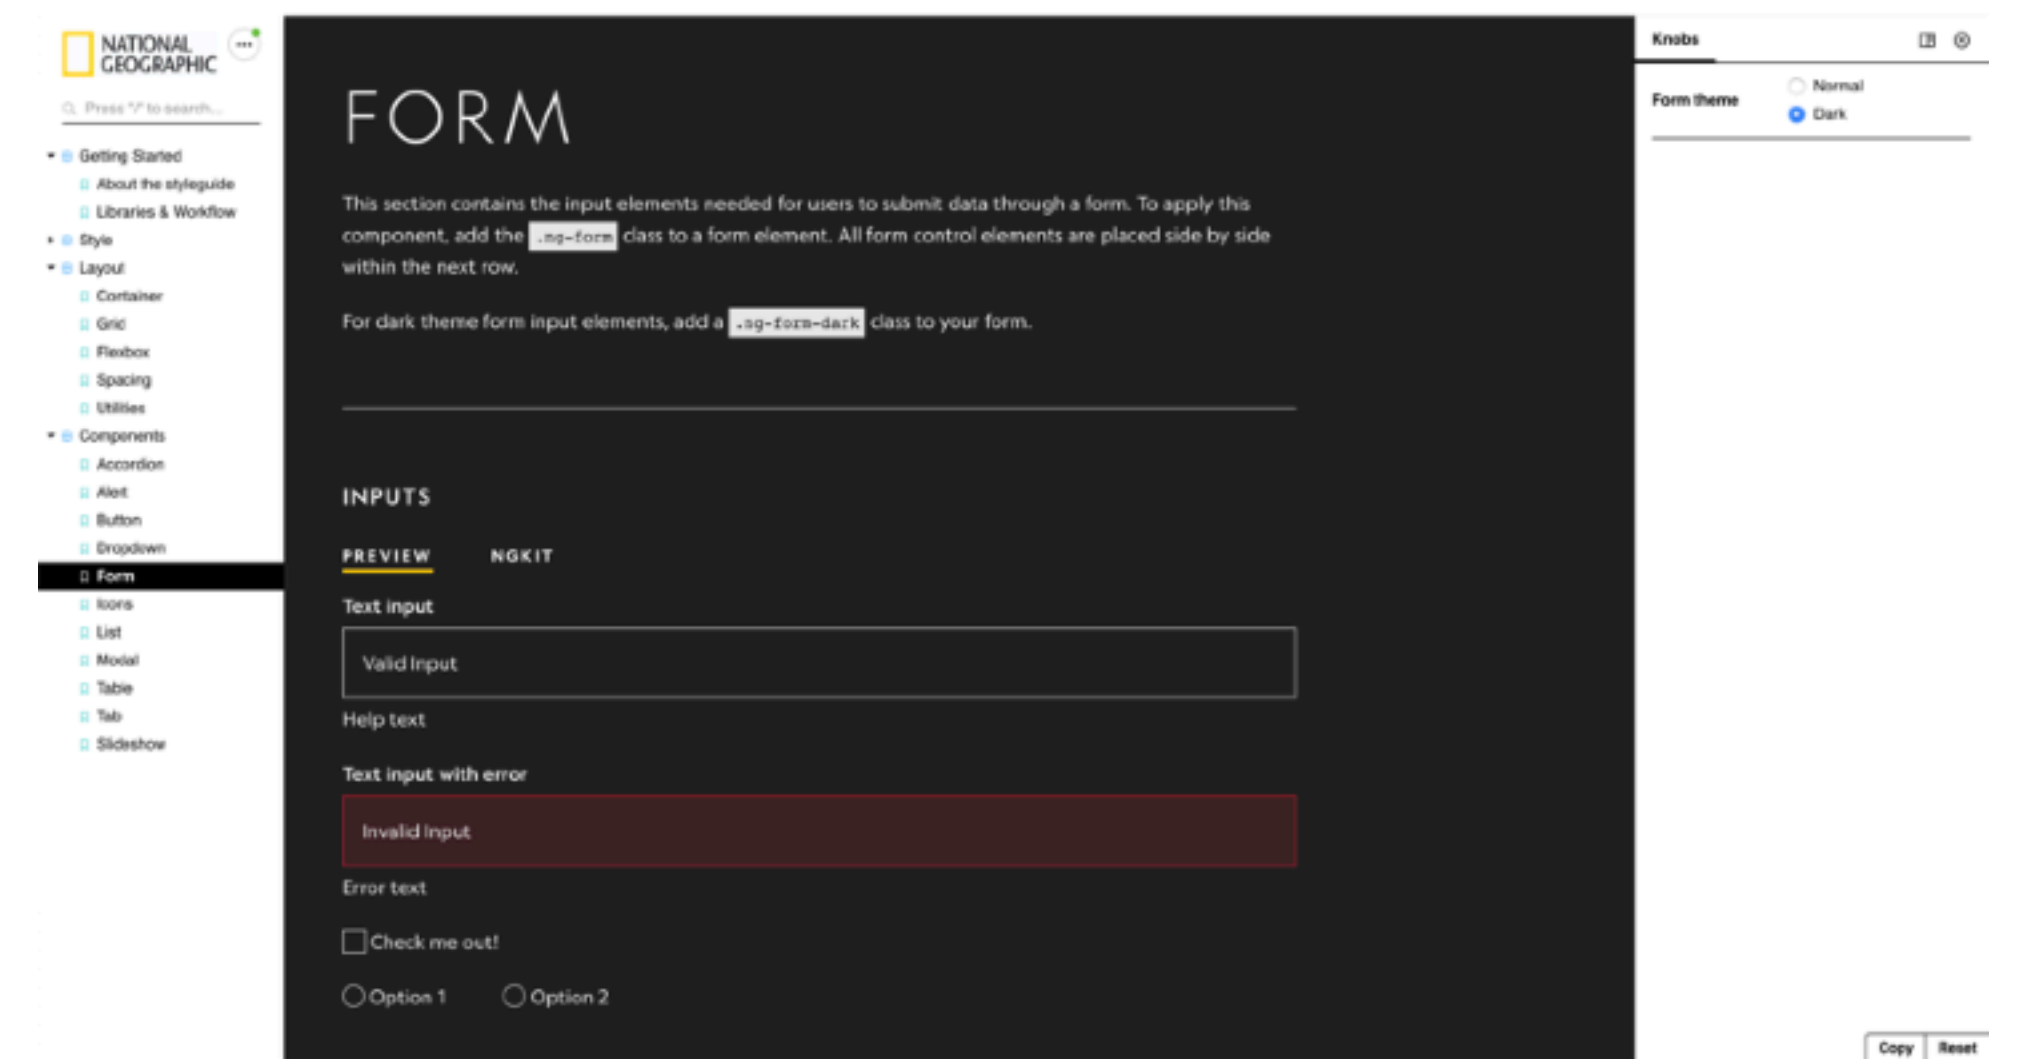 NATIONAL
GEOGRAPHIC
Press "/" to search...
Getting Started
About the styleguide
Libraries & Workflow
Style
Layout
Container
Grid
Flexbox
Spacing
Utilities
Components
Accordion
Alert
Button
Dropdown
Form
Icons
List
Modal
Table
Tab
Slideshow
FORM
This section contains the input elements needed for users to submit data through a form. To apply this
component, add the .ng-form class to a form element. All form control elements are placed side by side
within the next row.
For dark theme form input elements, add a .ng-form-dark class to your form.
INPUTS
PREVIEW NGKIT
Text input
Valid Input
Help text
Text input with error
Invalid Input
Error text
Check me out!
Option 1 Option 2
Knobs
Form theme
Normal
Dark
Copy Reset